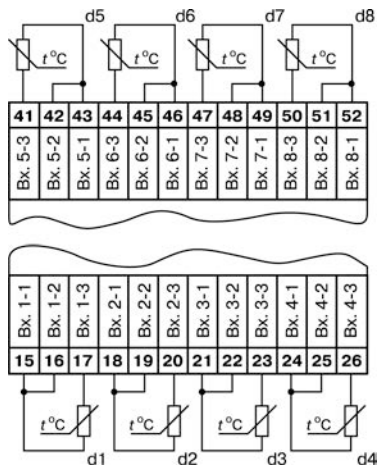 d5 d6 d7 d8
t°C t°C t°C t°C
41 42 43 44 45 46 47 48 49 50 51 52
Вх. 5-3 Вх. 5-2 Вх. 5-1 Вх. 6-3 Вх. 6-2 Вх. 6-1 Вх. 7-3 Вх. 7-2 Вх. 7-1 Вх. 8-3 Вх. 8-2 Вх. 8-1
Вх. 1-1 Вх. 1-2 Вх. 1-3 Вх. 2-1 Вх. 2-2 Вх. 2-3 Вх. 3-1 Вх. 3-2 Вх. 3-3 Вх. 4-1 Вх. 4-2 Вх. 4-3
15 16 17 18 19 20 21 22 23 24 25 26
t°C t°C t°C t°C
d1 d2 d3 d4